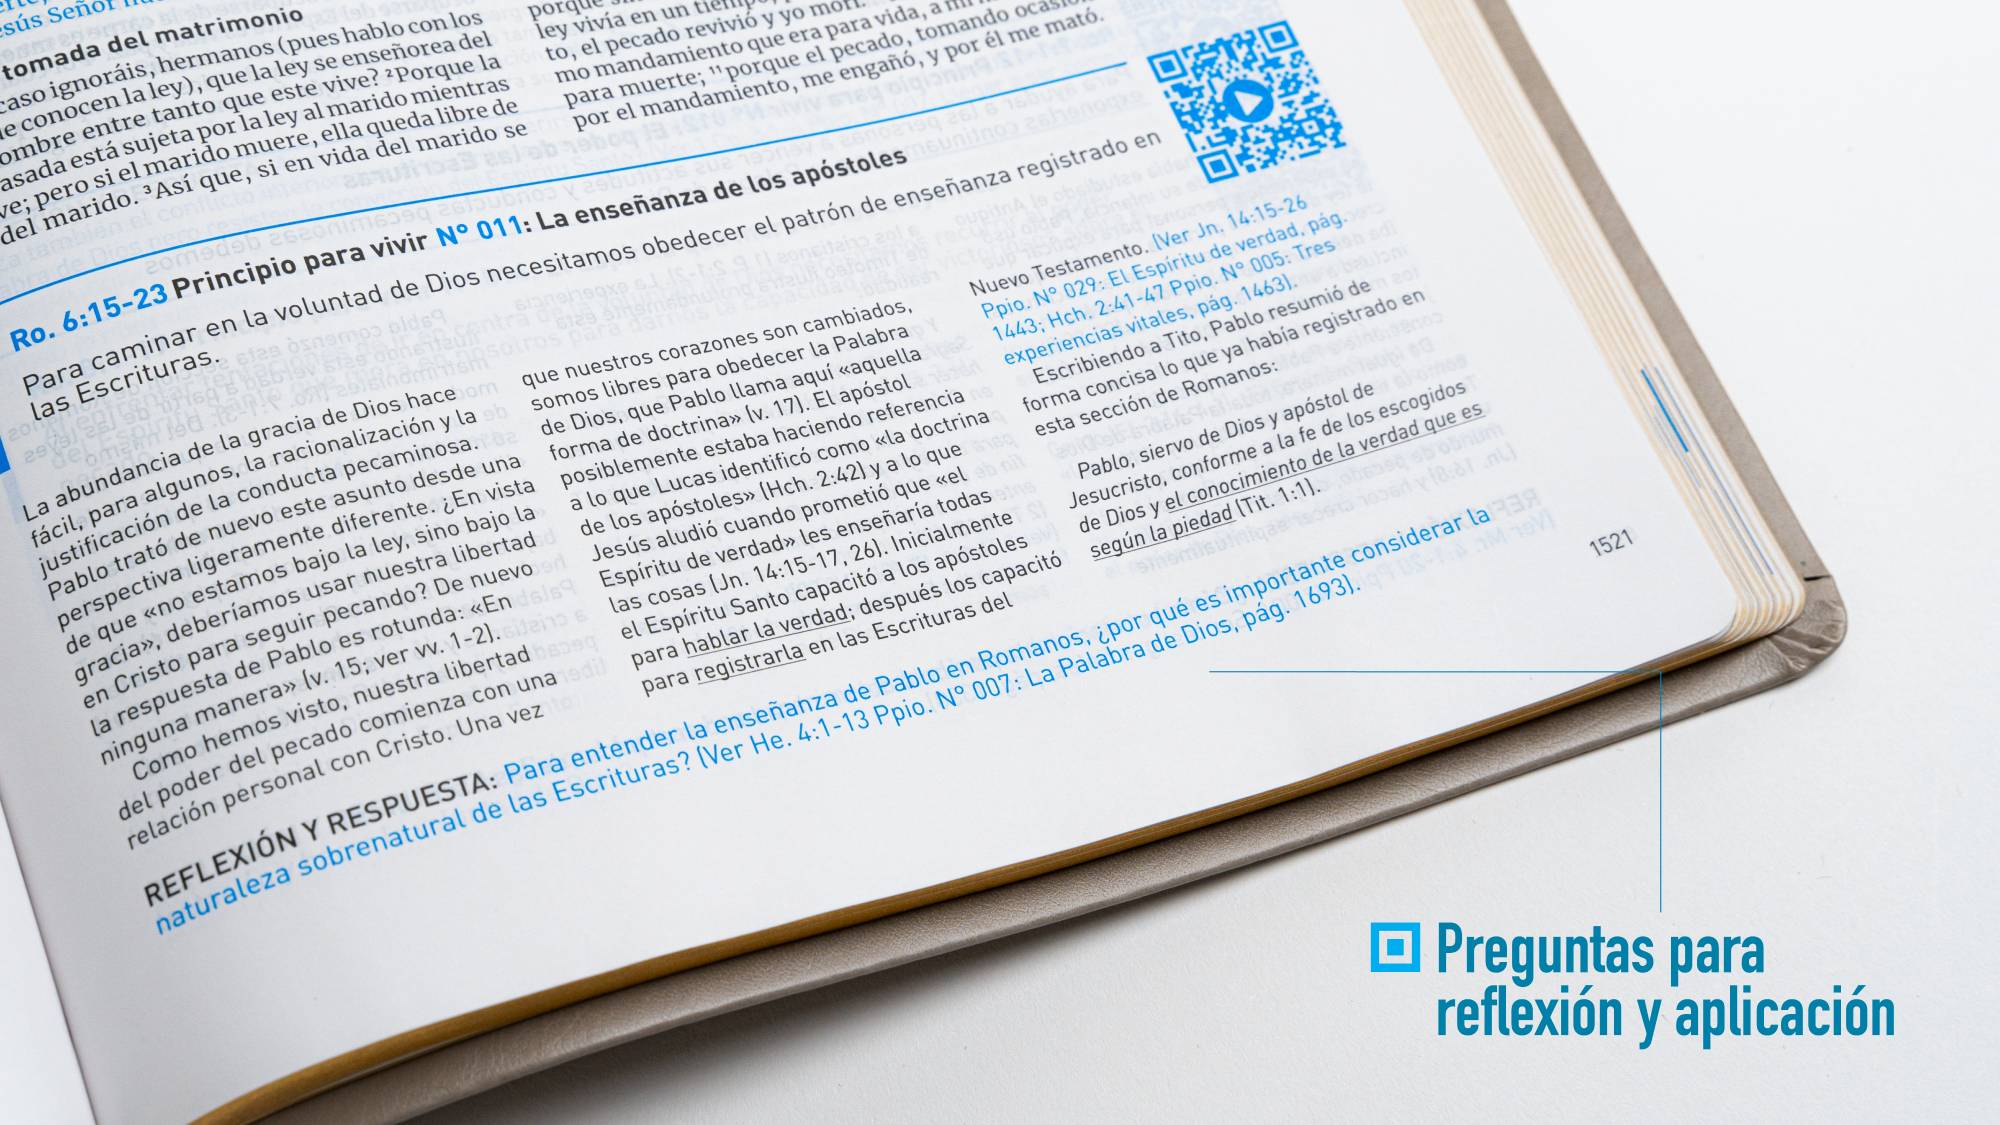 Jesús Señor
tomada del matrimonio
caso ignoráis, hermanos (pues hablo con los
conocen la ley), que la ley se enseñorea del
ombre entre tanto que este vive? ²Porque la
asada está sujeta por la ley al marido mientras
ve; pero si el marido muere, ella queda libre de
del marido. ³Así que, si en vida del marido se
porque
ley vivía en un tiempo,
to, el pecado revivió y yo morí.
mo mandamiento que era para vida, a mí
para muerte; ¹¹porque el pecado, tomando ocasión
por el mandamiento, me engañó, y por él me mató.
Ro. 6:15-23 Principio para vivir N° 011: La enseñanza de los apóstoles
Para caminar en la voluntad de Dios necesitamos obedecer el patrón de enseñanza registrado en
las Escrituras.
La abundancia de la gracia de Dios hace
fácil, para algunos, la racionalización y la
justificación de la conducta pecaminosa.
Pablo trató de nuevo este asunto desde una
perspectiva ligeramente diferente. ¿En vista
de que «no estamos bajo la ley, sino bajo la
gracia», deberíamos usar nuestra libertad
en Cristo para seguir pecando? De nuevo
la respuesta de Pablo es rotunda: «En
ninguna manera» (v. 15; ver vv. 1-2).
Como hemos visto, nuestra libertad
del poder del pecado comienza con una
relación personal con Cristo. Una vez
que nuestros corazones son cambiados,
somos libres para obedecer la Palabra
de Dios, que Pablo llama aquí «aquella
forma de doctrina» (v. 17). El apóstol
posiblemente estaba haciendo referencia
a lo que Lucas identificó como «la doctrina
de los apóstoles» (Hch. 2:42) y a lo que
Jesús aludió cuando prometió que «el
Espíritu de verdad» les enseñaría todas
las cosas (Jn. 14:15-17, 26). Inicialmente
el Espíritu Santo capacitó a los apóstoles
para hablar la verdad; después los capacitó
para registrarla en las Escrituras del
Nuevo Testamento. (Ver Jn. 14:15-26
Ppio. N° 029: El Espíritu de verdad, pág.
1443; Hch. 2:41-47 Ppio. N° 005: Tres
experiencias vitales, pág. 1463).
Escribiendo a Tito, Pablo resumió de
forma concisa lo que ya había registrado en
esta sección de Romanos:
Pablo, siervo de Dios y apóstol de
Jesucristo, conforme a la fe de los escogidos
de Dios y el conocimiento de la verdad que es
según la piedad (Tit. 1:1).
REFLEXIÓN Y RESPUESTA: Para entender la enseñanza de Pablo en Romanos, ¿por qué es importante considerar la
naturaleza sobrenatural de las Escrituras? (Ver He. 4:1-13 Ppio. N° 007: La Palabra de Dios, pág. 1693).
1521
Preguntas para
reflexión y aplicación